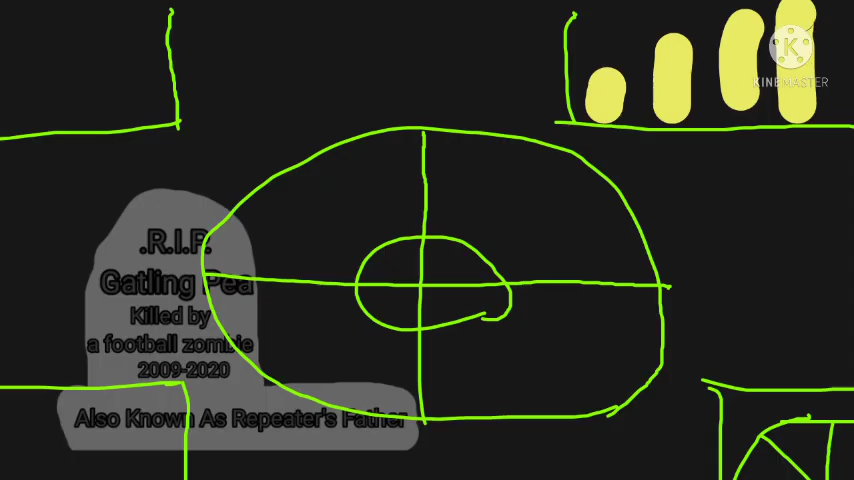 K
KINEMASTER
.R.I.P.
Gatling Pea
Killed by
a football zombie
2009-2020
Also Known As Repeater's Father